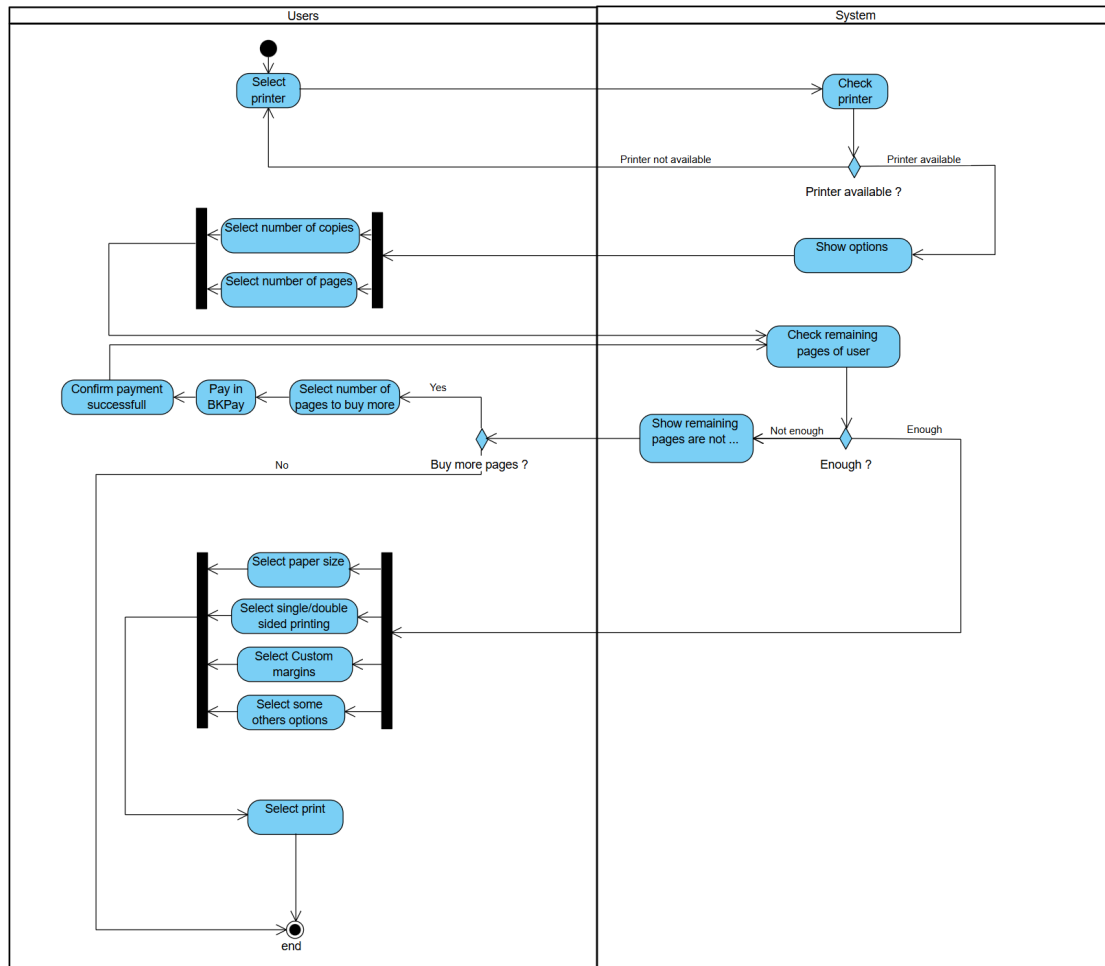 Users
System
Select
printer
Check
printer
Printer not available
Printer available
Printer available ?
Select number of copies
Show options
Select number of pages
Check remaining
pages of user
Confirm payment
successfull
Pay in
BKPay
Select number of
pages to buy more
Yes
Show remaining
pages are not ...
Not enough
Enough
Buy more pages ?
Enough ?
No
Select paper size
Select single/double
sided printing
Select Custom
margins
Select some
others options
Select print
end